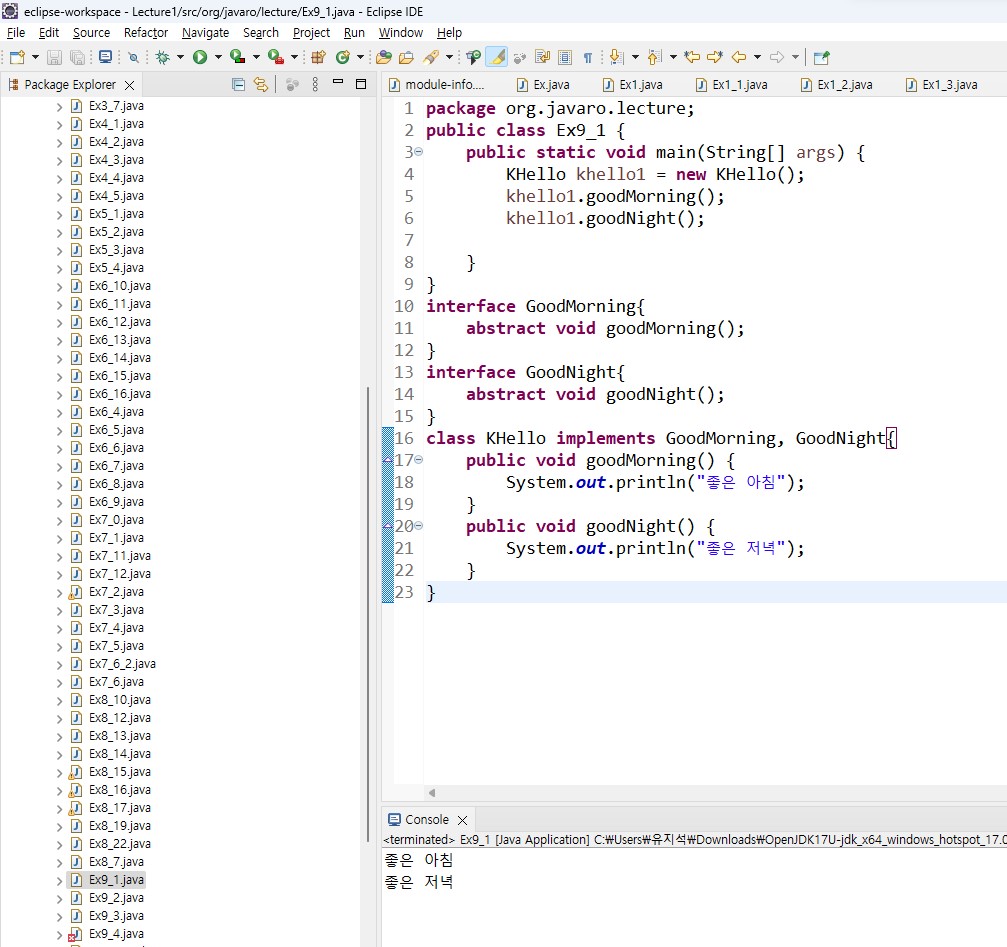 eclipse-workspace - Lecture1/src/org/javaro/lecture/Ex9_1.java - Eclipse IDE
File Edit Source Refactor Navigate Search Project Run Window Help
Package Explorer
Ex3_7.java
Ex4_1.java
Ex4_2.java
Ex4_3.java
Ex4_4.java
Ex4_5.java
Ex5_1.java
Ex5_2.java
Ex5_3.java
Ex5_4.java
Ex6_10.java
Ex6_11.java
Ex6_12.java
Ex6_13.java
Ex6_14.java
Ex6_15.java
Ex6_16.java
Ex6_4.java
Ex6_5.java
Ex6_6.java
Ex6_7.java
Ex6_8.java
Ex6_9.java
Ex7_0.java
Ex7_1.java
Ex7_11.java
Ex7_12.java
Ex7_2.java
Ex7_3.java
Ex7_4.java
Ex7_5.java
Ex7_6_2.java
Ex7_6.java
Ex8_10.java
Ex8_12.java
Ex8_13.java
Ex8_14.java
Ex8_15.java
Ex8_16.java
Ex8_17.java
Ex8_19.java
Ex8_22.java
Ex8_7.java
Ex9_1.java
Ex9_2.java
Ex9_3.java
Ex9_4.java
module-info.... Ex.java Ex1.java Ex1_1.java Ex1_2.java Ex1_3.java
1 package org.javaro.lecture;
2 public class Ex9_1 {
3 public static void main(String[] args) {
4 KHello khello1 = new KHello();
5 khello1.goodMorning();
6 khello1.goodNight();
7
8 }
9 }
10 interface GoodMorning{
11 abstract void goodMorning();
12 }
13 interface GoodNight{
14 abstract void goodNight();
15 }
16 class KHello implements GoodMorning, GoodNight{
17 public void goodMorning() {
18 System.out.println("좋은 아침");
19 }
20 public void goodNight() {
21 System.out.println("좋은 저녁");
22 }
23 }
Console
<terminated> Ex9_1 [Java Application] C:₩Users₩유지석₩Downloads₩OpenJDK17U-jdk_x64_windows_hotspot_17.0
좋은 아침
좋은 저녁